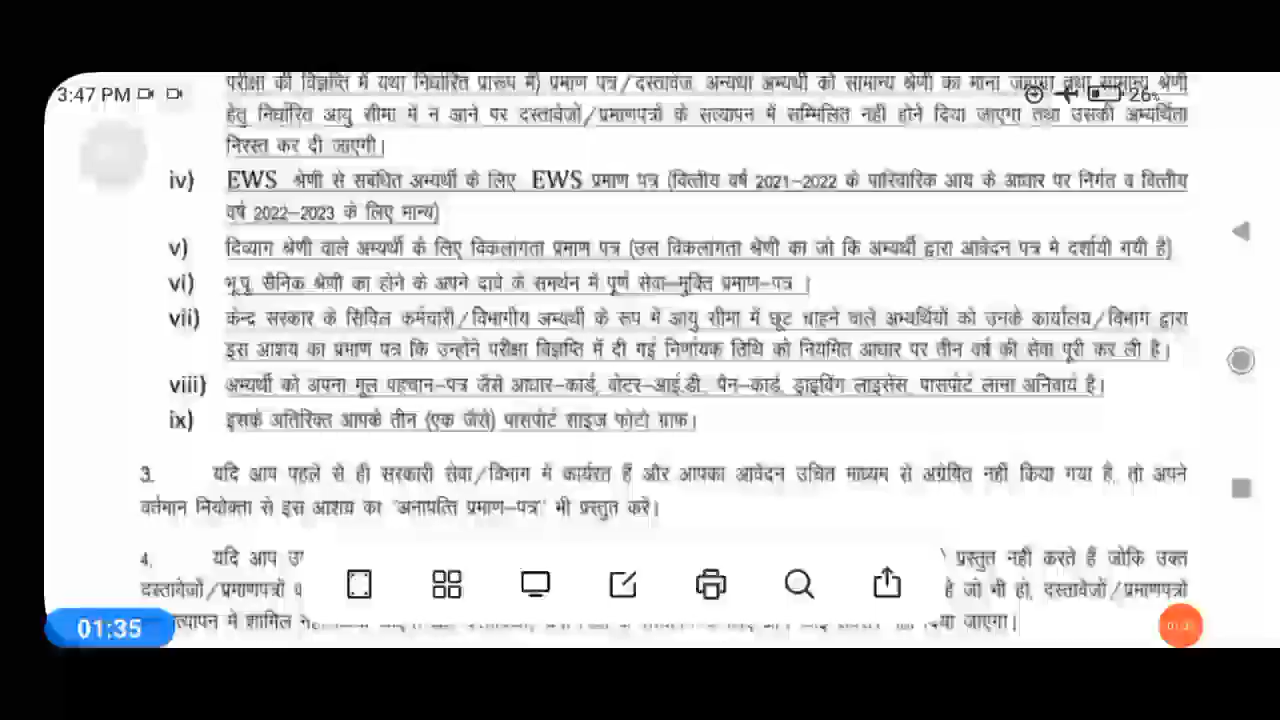 3:47 PM 26%
परीक्षा की विज्ञप्ति में यथा निर्धारित प्रारूप में) प्रमाण पत्र/दस्तावेज, अन्यथा अभ्यर्थी को सामान्य श्रेणी का माना जाएगा तथा सामान्य श्रेणी
हेतु निर्धारित आयु सीमा में न आने पर दस्तावेजों/प्रमाणपत्रों के सत्यापन में सम्मिलित नहीं होने दिया जाएगा तथा उसकी अभ्यर्थिता
निरस्त कर दी जाएगी।
iv) EWS श्रेणी से संबंधित अभ्यर्थी के लिए EWS प्रमाण पत्र (वित्तीय वर्ष 2021–2022 के पारिवारिक आय के आधार पर निर्गत व वित्तीय
वर्ष 2022–2023 के लिए मान्य)
v) दिव्यांग श्रेणी वाले अभ्यर्थी के लिए विकलांगता प्रमाण पत्र (उस विकलांगता श्रेणी का जो कि अभ्यर्थी द्वारा आवेदन पत्र में दर्शायी गयी है)
vi) भू.पू. सैनिक श्रेणी का होने के अपने दावे के समर्थन में पूर्ण सेवा–मुक्ति प्रमाण–पत्र ।
vii) केन्द्र सरकार के सिविल कर्मचारी/विभागीय अभ्यर्थी के रूप में आयु सीमा में छूट चाहने वाले अभ्यर्थियों को उनके कार्यालय/विभाग द्वारा
इस आशय का प्रमाण पत्र कि उन्होंने परीक्षा विज्ञप्ति में दी गई निर्णायक तिथि को नियमित आधार पर तीन वर्ष की सेवा पूरी कर ली है।
viii) अभ्यर्थी को अपना मूल पहचान–पत्र जैसे आधार–कार्ड, वोटर–आई.डी., पैन–कार्ड, ड्राइविंग लाइसेंस, पासपोर्ट लाना अनिवार्य है।
ix) इसके अतिरिक्त आपके तीन (एक जैसे) पासपोर्ट साइज फोटो ग्राफ।
3. यदि आप पहले से ही सरकारी सेवा/विभाग में कार्यरत हैं और आपका आवेदन उचित माध्यम से अग्रेषित नहीं किया गया है, तो अपने
वर्तमान नियोक्ता से इस आशय का 'अनापत्ति प्रमाण–पत्र' भी प्रस्तुत करें।
4. यदि आप प्रस्तुत नहीं करते हैं जोकि उक्त
दस्तावेजों/प्रमाणपत्रों है जो भी हो, दस्तावेजों/प्रमाणपत्रों
में शामिल जाएगा।
01:35